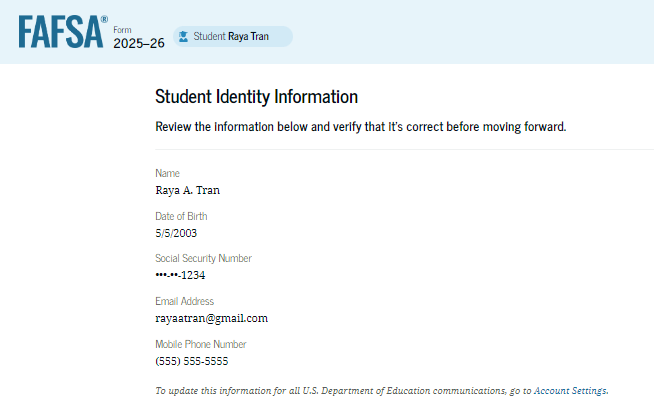 FAFSA®
Form
2025–26
Student Raya Tran
Student Identity Information
Review the information below and verify that it's correct before moving forward.
Name
Raya A. Tran
Date of Birth
5/5/2003
Social Security Number
•••-••-1234
Email Address
rayaatran@gmail.com
Mobile Phone Number
(555) 555-5555
To update this information for all U.S. Department of Education communications, go to Account Settings.